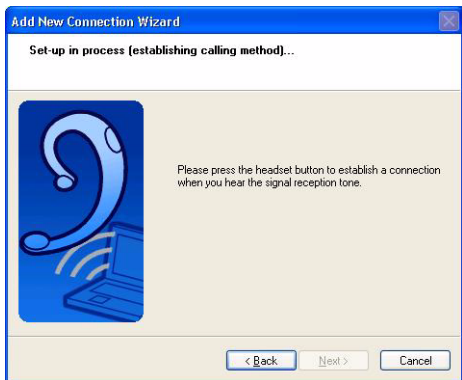 Add New Connection Wizard
Set-up in process (establishing calling method)...
Please press the headset button to establish a connection
when you hear the signal reception tone.
< Back
Next >
Cancel